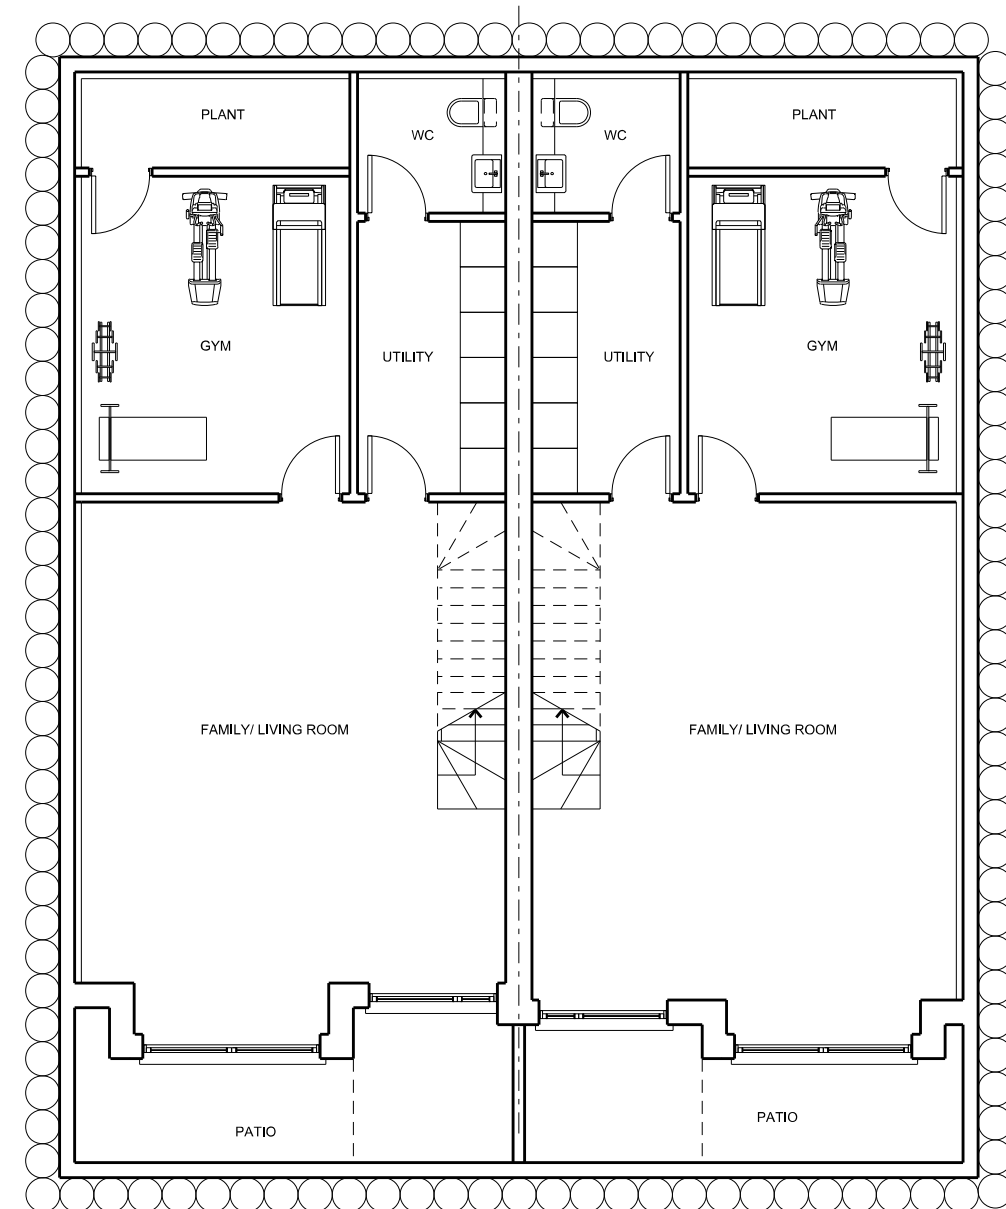 PLANT
WC
WC
PLANT
GYM
UTILITY
UTILITY
GYM
FAMILY/ LIVING ROOM
FAMILY/ LIVING ROOM
PATIO
PATIO